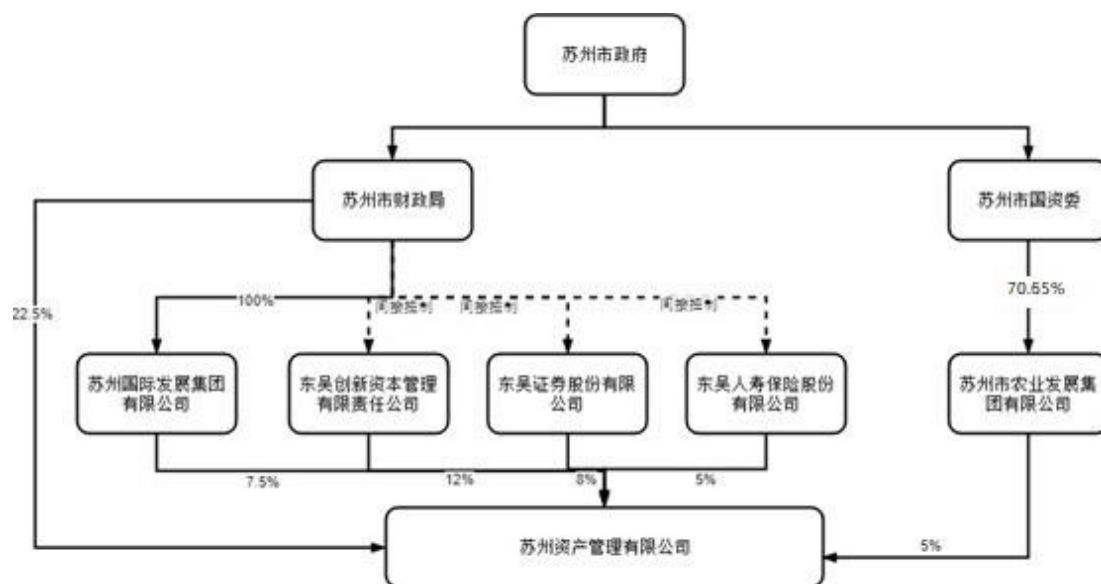 苏州市政府
苏州市财政局
苏州市国资委
100%
间接控制
间接控制
间接控制
70.65%
22.5%
苏州国际发展集团
有限公司
东吴创新资本管理
有限责任公司
东吴证券股份有限
公司
东吴人寿保险股份
有限公司
苏州市农业发展集
团有限公司
7.5%
12%
8%
5%
苏州资产管理有限公司
5%